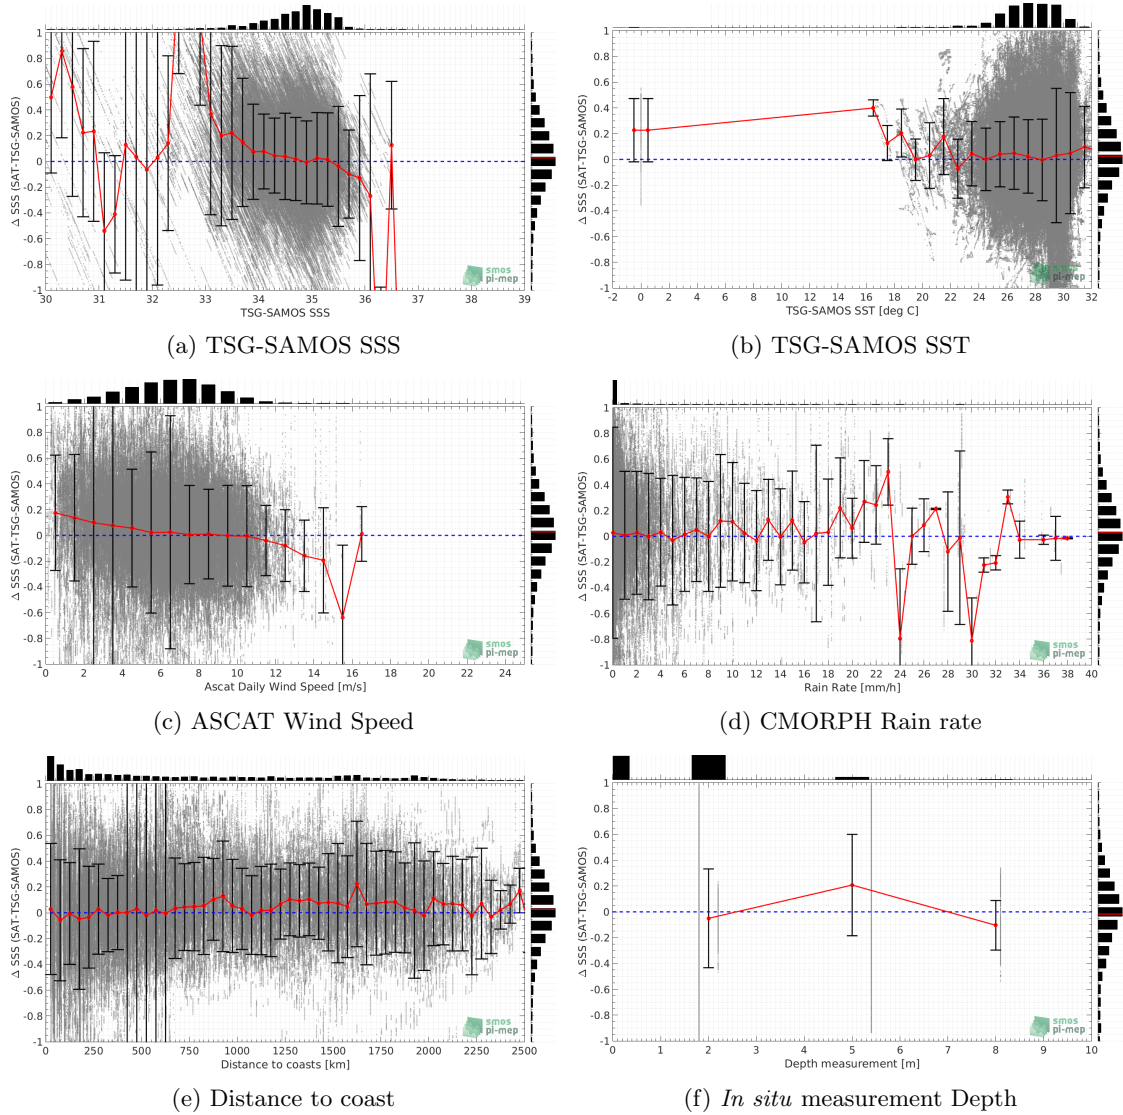 1
0.8
0.6
0.4
0.2
0
-0.2
-0.4
-0.6
-0.8
-1
Δ SSS (SAT-TSG-SAMOS)
30 31 32 33 34 35 36 37 38 39
TSG-SAMOS SSS
smos
pi-mep
(a) TSG-SAMOS SSS
1
0.8
0.6
0.4
0.2
0
-0.2
-0.4
-0.6
-0.8
-1
Δ SSS (SAT-TSG-SAMOS)
-2 0 2 4 6 8 10 12 14 16 18 20 22 24 26 28 30 32
TSG-SAMOS SST [deg C]
smos
pi-mep
(b) TSG-SAMOS SST
1
0.8
0.6
0.4
0.2
0
-0.2
-0.4
-0.6
-0.8
-1
Δ SSS (SAT-TSG-SAMOS)
0 2 4 6 8 10 12 14 16 18 20 22 24
Ascat Daily Wind Speed [m/s]
smos
pi-mep
(c) ASCAT Wind Speed
1
0.8
0.6
0.4
0.2
0
-0.2
-0.4
-0.6
-0.8
-1
Δ SSS (SAT-TSG-SAMOS)
0 2 4 6 8 10 12 14 16 18 20 22 24 26 28 30 32 34 36 38 40
Rain Rate [mm/h]
smos
pi-mep
(d) CMORPH Rain rate
1
0.8
0.6
0.4
0.2
0
-0.2
-0.4
-0.6
-0.8
-1
Δ SSS (SAT-TSG-SAMOS)
0 250 500 750 1000 1250 1500 1750 2000 2250 2500
Distance to coasts [km]
smos
pi-mep
(e) Distance to coast
1
0.8
0.6
0.4
0.2
0
-0.2
-0.4
-0.6
-0.8
-1
Δ SSS (SAT-TSG-SAMOS)
0 1 2 3 4 5 6 7 8 9 10
Depth measurement [m]
smos
pi-mep
(f) In situ measurement Depth